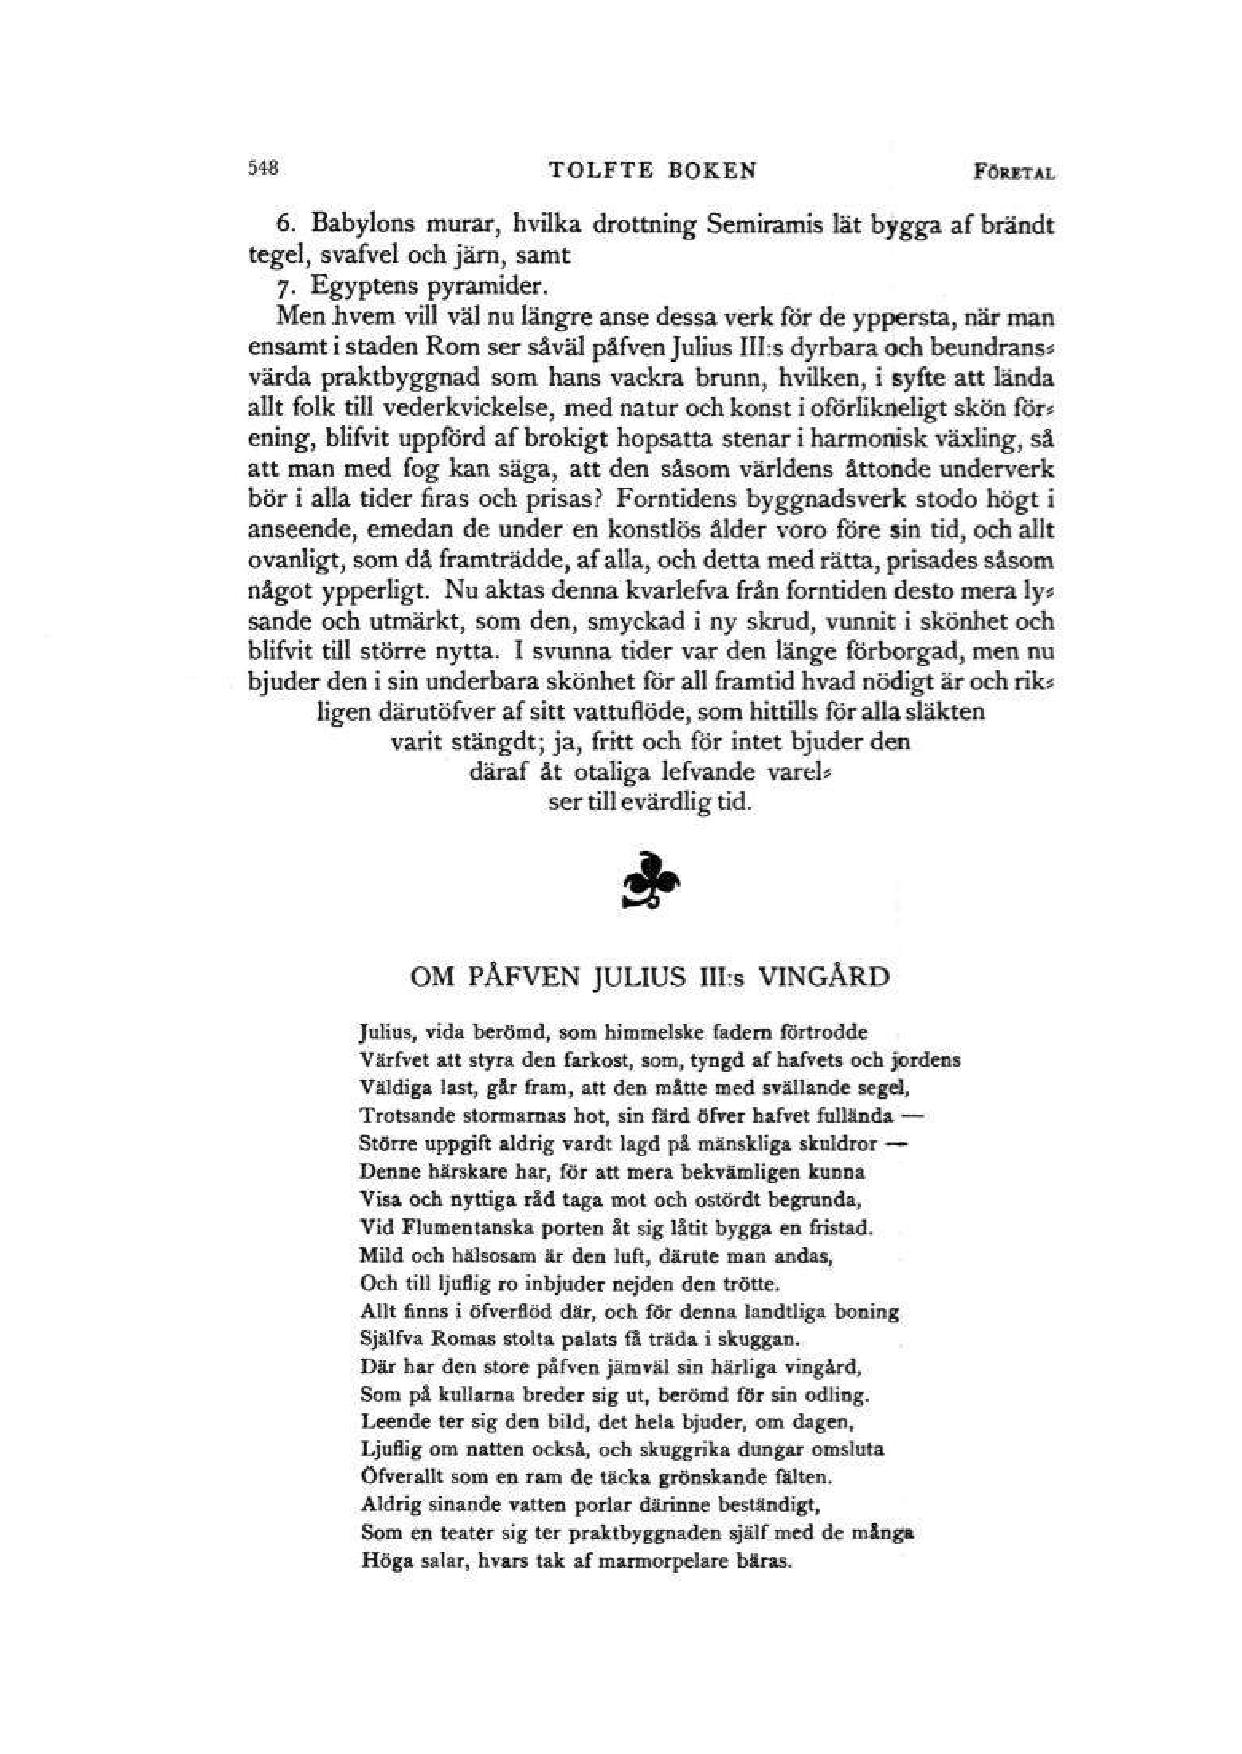 548 TOLFTE BOKEN FÖRETAL
6. Babylons murar, hvilka drottning Semiramis lät bygga af brändt
tegel, svafvel och järn, samt
7. Egyptens pyramider.
Men hvem vill väl nu längre anse dessa verk för de yppersta, när man
ensamt i staden Rom ser såväl påfven Julius III:s dyrbara och beundrans-
värda praktbyggnad som hans vackra brunn, hvilken, i syfte att lända
allt folk till vederkvickelse, med natur och konst i oförlikneligt skön för-
ening, blifvit uppförd af brokigt hopsatta stenar i harmonisk växling, så
att man med fog kan säga, att den såsom världens åttonde underverk
bör i alla tider firas och prisas? Forntidens byggnadsverk stodo högt i
anseende, emedan de under en konstlös ålder voro före sin tid, och allt
ovanligt, som då framträdde, af alla, och detta med rätta, prisades såsom
något ypperligt. Nu aktas denna kvarlefva från forntiden desto mera ly-
sande och utmärkt, som den, smyckad i ny skrud, vunnit i skönhet och
blifvit till större nytta. I svunna tider var den länge förborgad, men nu
bjuder den i sin underbara skönhet för all framtid hvad nödigt är och rik-
ligen därutöfver af sitt vattuflöde, som hittills för alla släkten
varit stängdt; ja, fritt och för intet bjuder den
däraf åt otaliga lefvande varel-
ser till evärdlig tid.
OM PÅFVEN JULIUS III:s VINGÅRD
Julius, vida berömd, som himmelske fadern förtrodde
Värfvet att styra den farkost, som, tyngd af hafvets och jordens
Väldiga last, går fram, att den måtte med svällande segel,
Trotsande stormarnas hot, sin färd öfver hafvet fullända —
Större uppgift aldrig vardt lagd på mänskliga skuldror —
Denne härskare har, för att mera bekvämligen kunna
Visa och nyttiga råd taga mot och ostördt begrunda,
Vid Flumentanska porten åt sig låtit bygga en fristad.
Mild och hälsosam är den luft, därute man andas,
Och till ljuflig ro inbjuder nejden den trötte.
Allt finns i öfverflöd där, och för denna landtliga boning
Själfva Romas stolta palats få träda i skuggan.
Där har den store påfven jämväl sin härliga vingård,
Som på kullarna breder sig ut, berömd för sin odling.
Leende ter sig den bild, det hela bjuder, om dagen,
Ljuflig om natten också, och skuggrika dungar omsluta
Öfverallt som en ram de täcka grönskande fälten.
Aldrig sinande vatten porlar därinne beständigt,
Som en teater sig ter praktbyggnaden själf med de många
Höga salar, hvars tak af marmorpelare bäras.